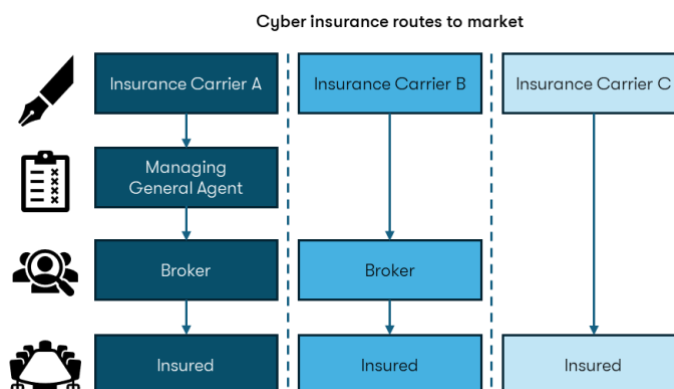 Cyber insurance routes to market
Insurance Carrier A
Insurance Carrier B
Insurance Carrier C
Managing
General Agent
Broker
Broker
Insured
Insured
Insured